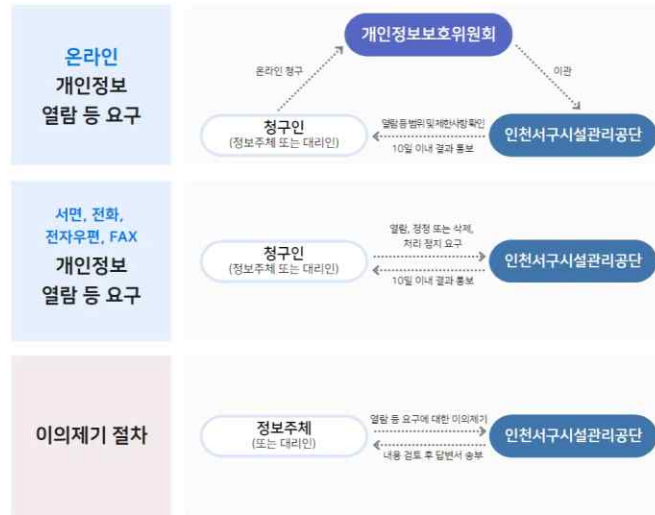 온라인
개인정보
열람 등 요구
개인정보보호위원회
온라인 청구
이관
청구인
(정보주체 또는 대리인)
열람 등 범위 및 제한사항 확인
10일 이내 결과 통보
인천서구시설관리공단
서면, 전화,
전자우편, FAX
개인정보
열람 등 요구
청구인
(정보주체 또는 대리인)
열람, 정정 또는 삭제,
처리 정지 요구
10일 이내 결과 통보
인천서구시설관리공단
이의제기 절차
정보주체
(또는 대리인)
열람 등 요구에 대한 이의제기
내용 검토 후 답변서 송부
인천서구시설관리공단